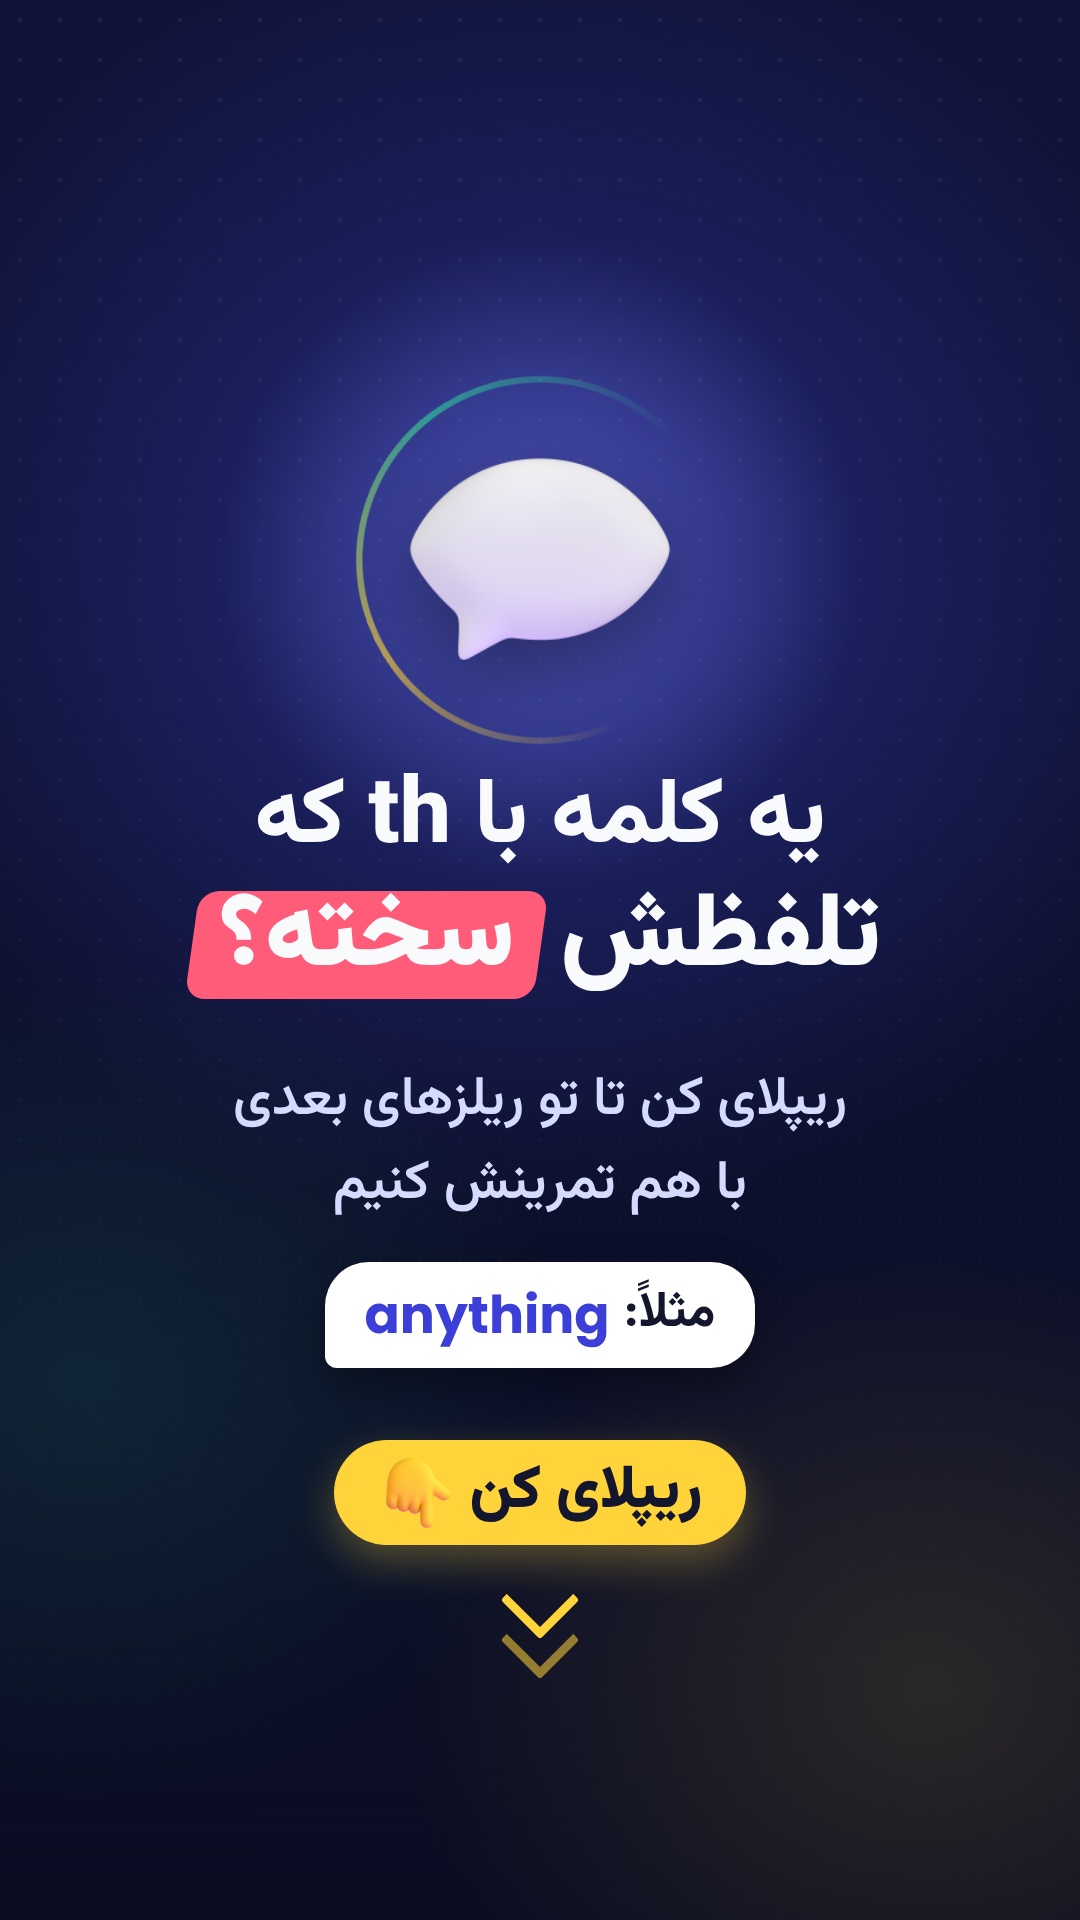 یه کلمه با th که
تلفظش سخته؟
ریپلای کن تا تو ریلزهای بعدی
با هم تمرینش کنیم
مثلاً: anything
ریپلای کن 👇